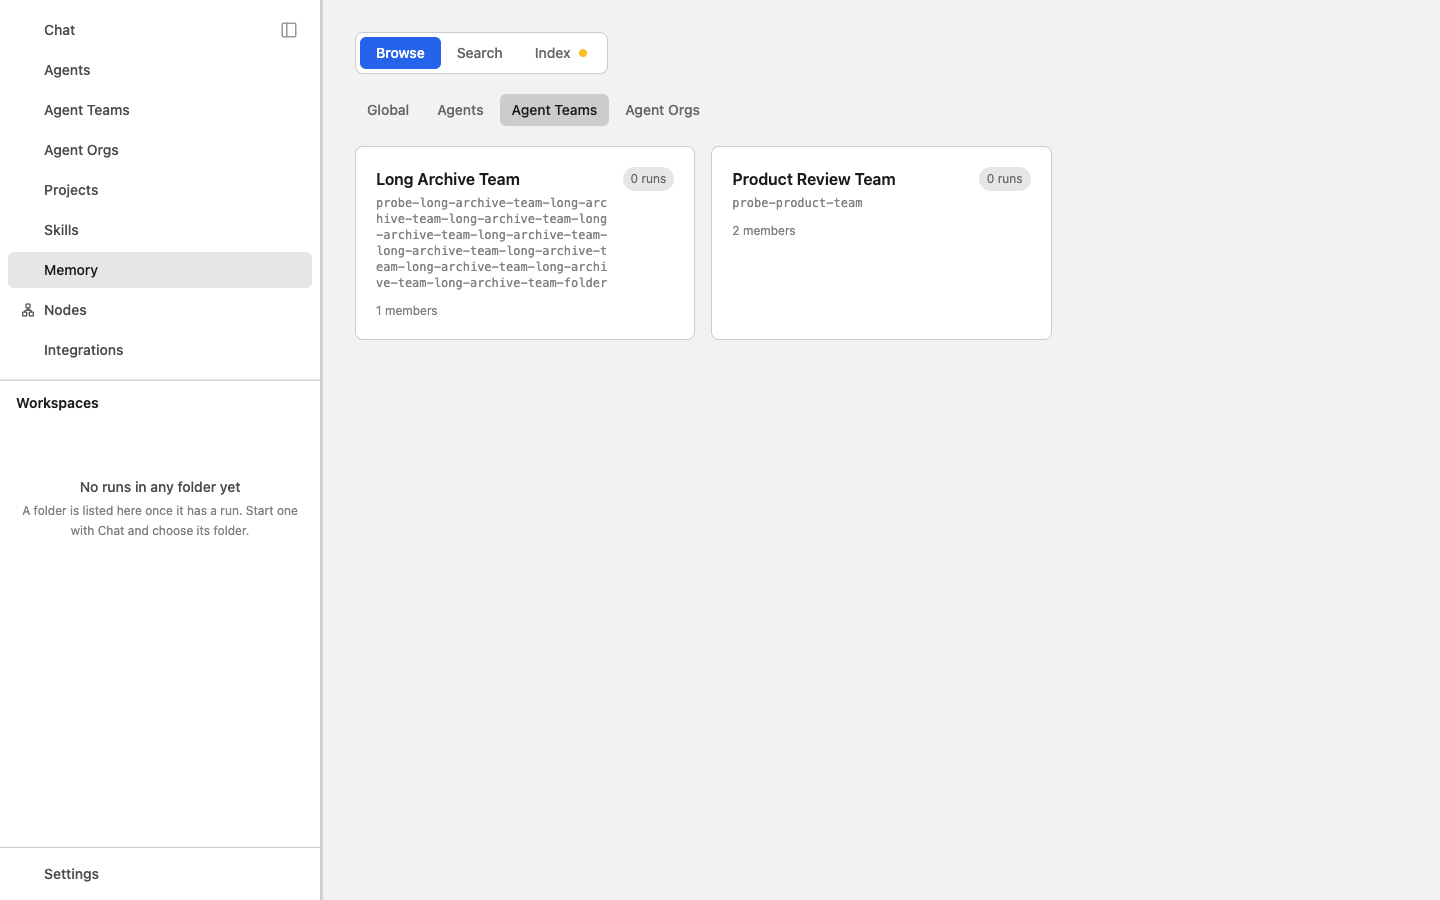 Chat
Agents
Agent Teams
Agent Orgs
Projects
Skills
Memory
Nodes
Integrations
Workspaces
No runs in any folder yet
A folder is listed here once it has a run. Start one
with Chat and choose its folder.
Settings
Browse
Search
Index
Global
Agents
Agent Teams
Agent Orgs
Long Archive Team
0 runs
probe-long-archive-team-long-arc
hive-team-long-archive-team-long
-archive-team-long-archive-team-
long-archive-team-long-archive-t
eam-long-archive-team-long-archi
ve-team-long-archive-team-folder
1 members
Product Review Team
0 runs
probe-product-team
2 members